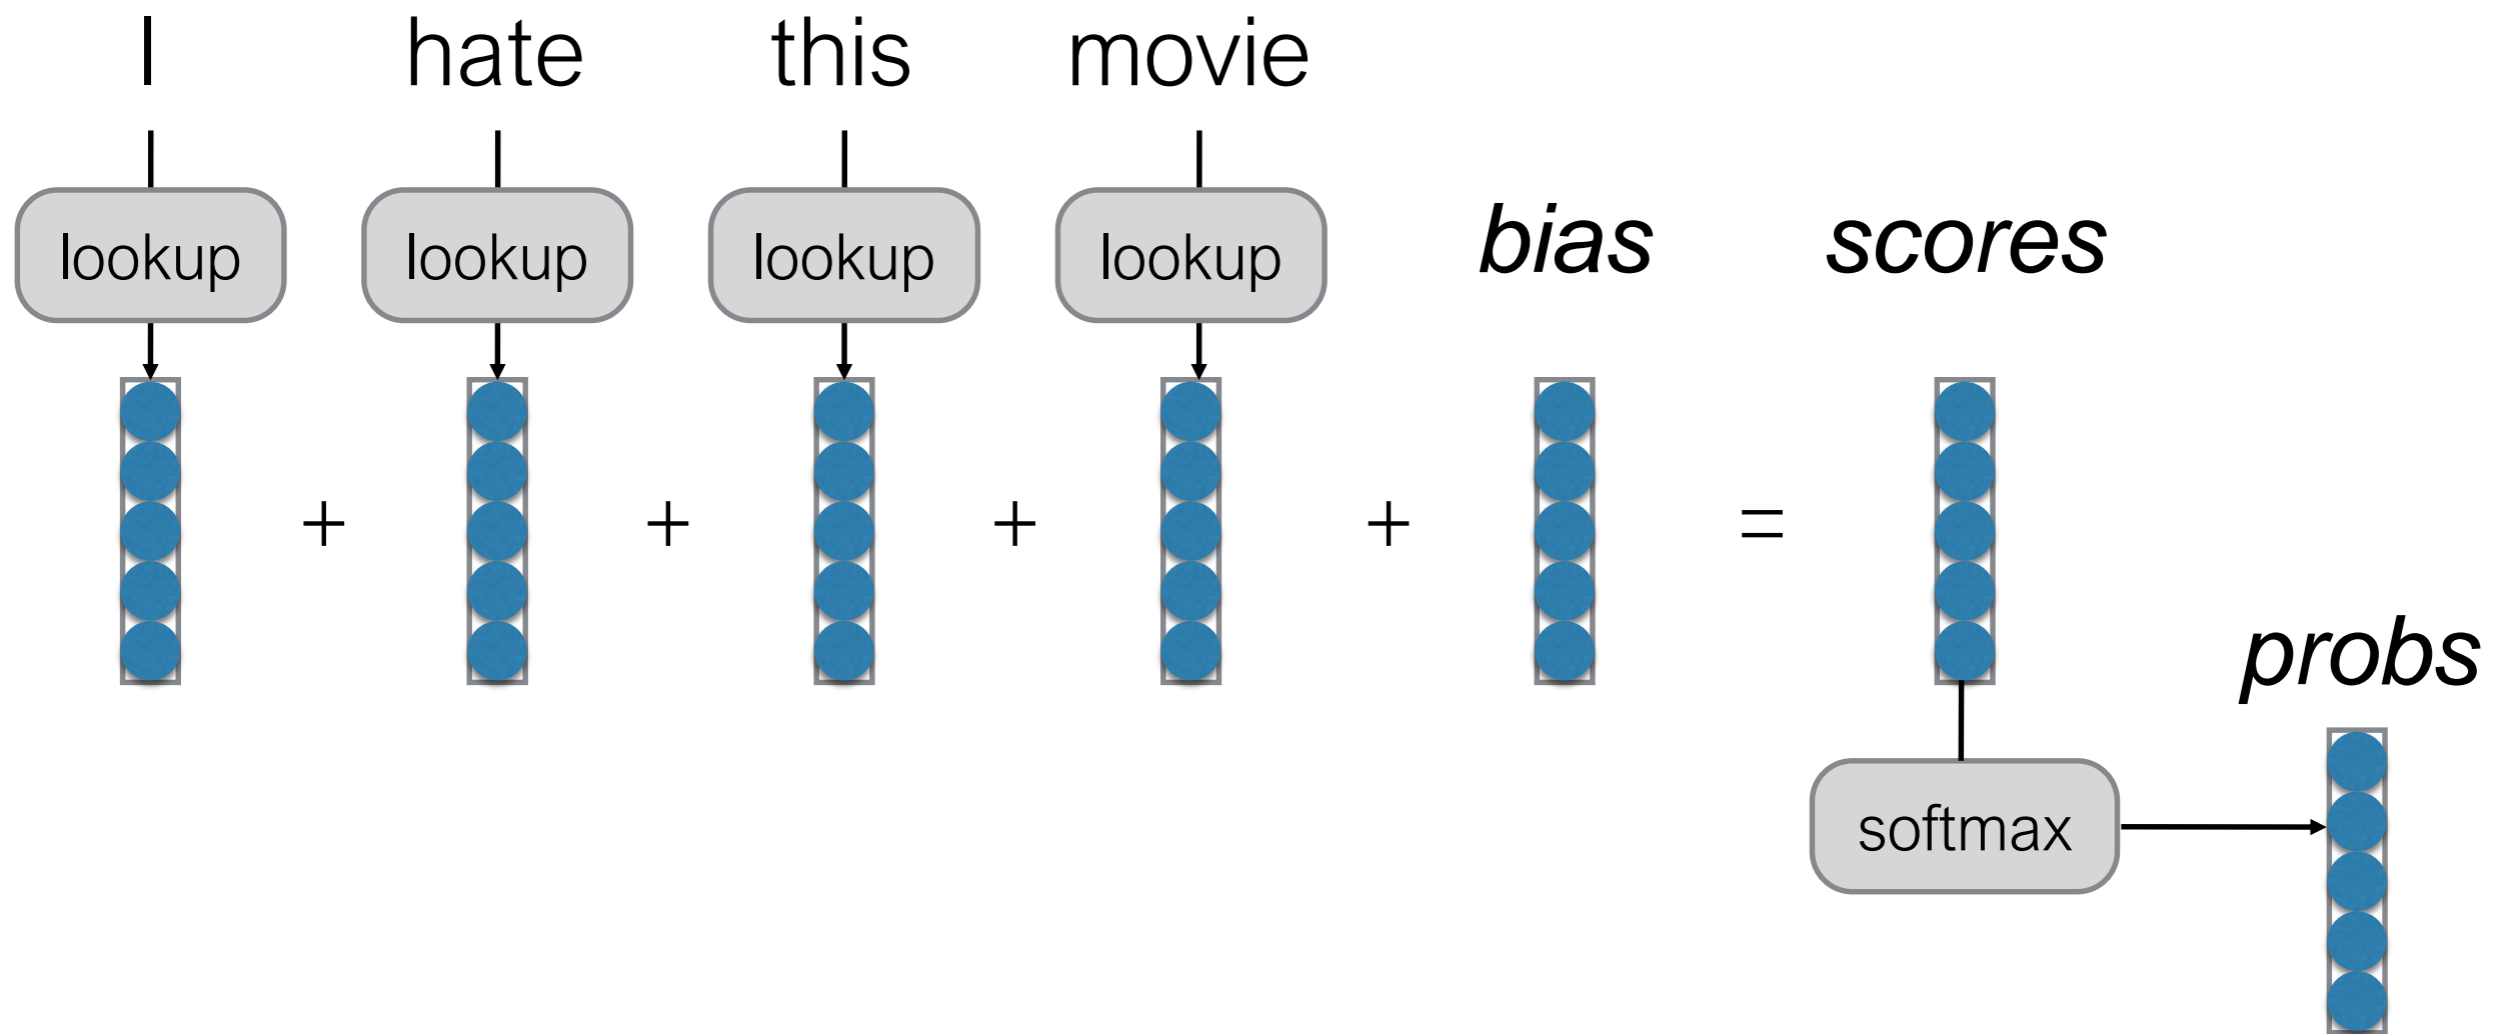 I hate this movie
lookup lookup lookup lookup
bias scores
+ + + + =
probs
softmax